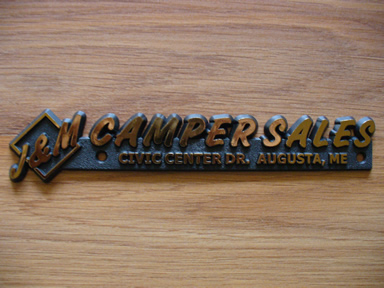 J&M CAMPER SALES
CIVIC CENTER DR. AUGUSTA, ME